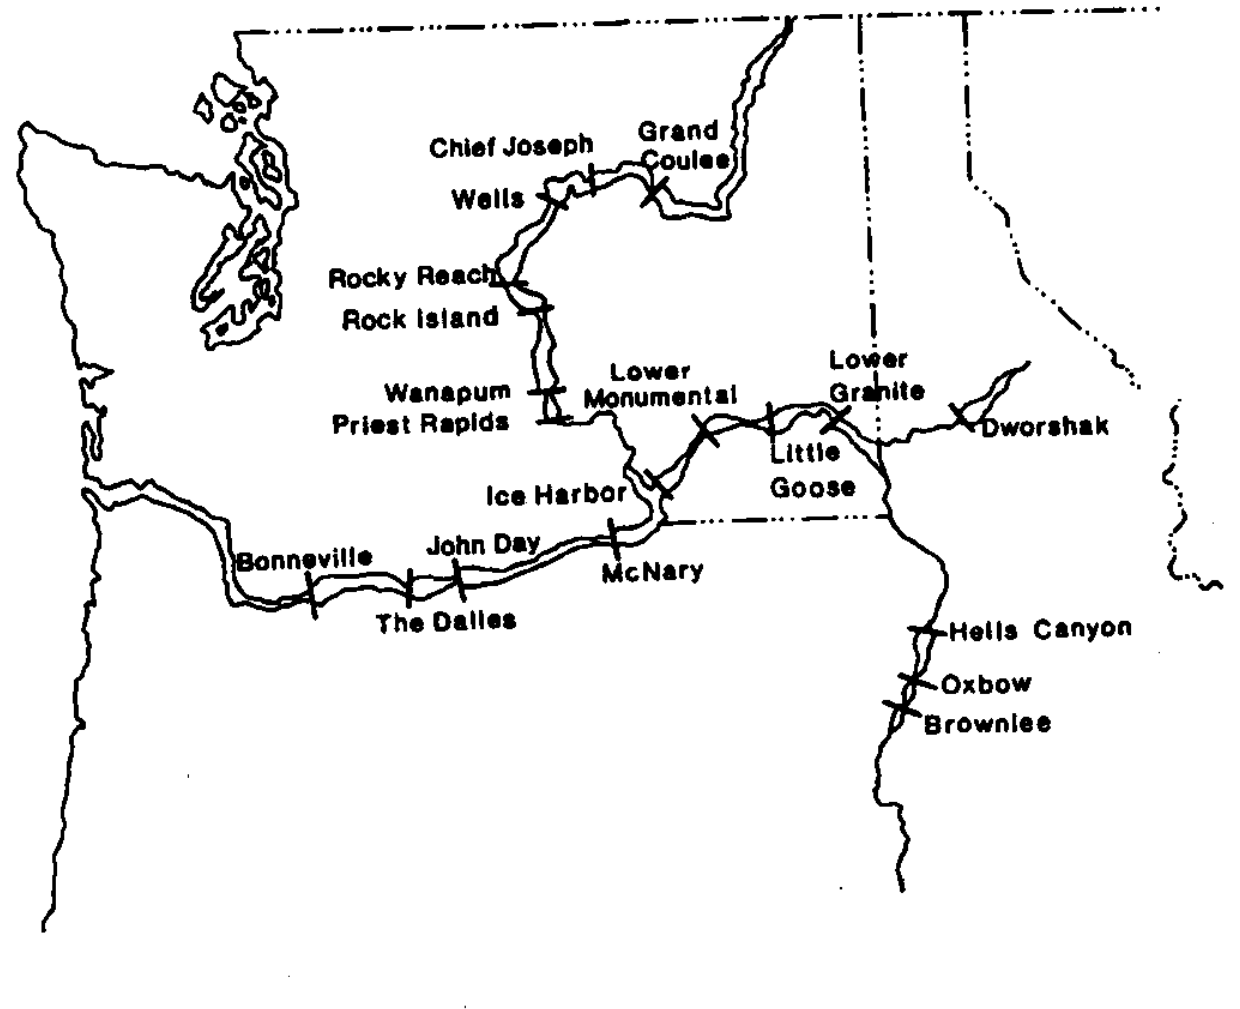 Grand
Coulee
Chief Joseph
Wells
Rocky Reach
Rock Island
Wanapum
Priest Rapids
Lower
Monumental
Lower
Granite
Dworshak
Little
Goose
Ice Harbor
John Day
Bonneville
McNary
The Dalles
Hells Canyon
Oxbow
Brownlee